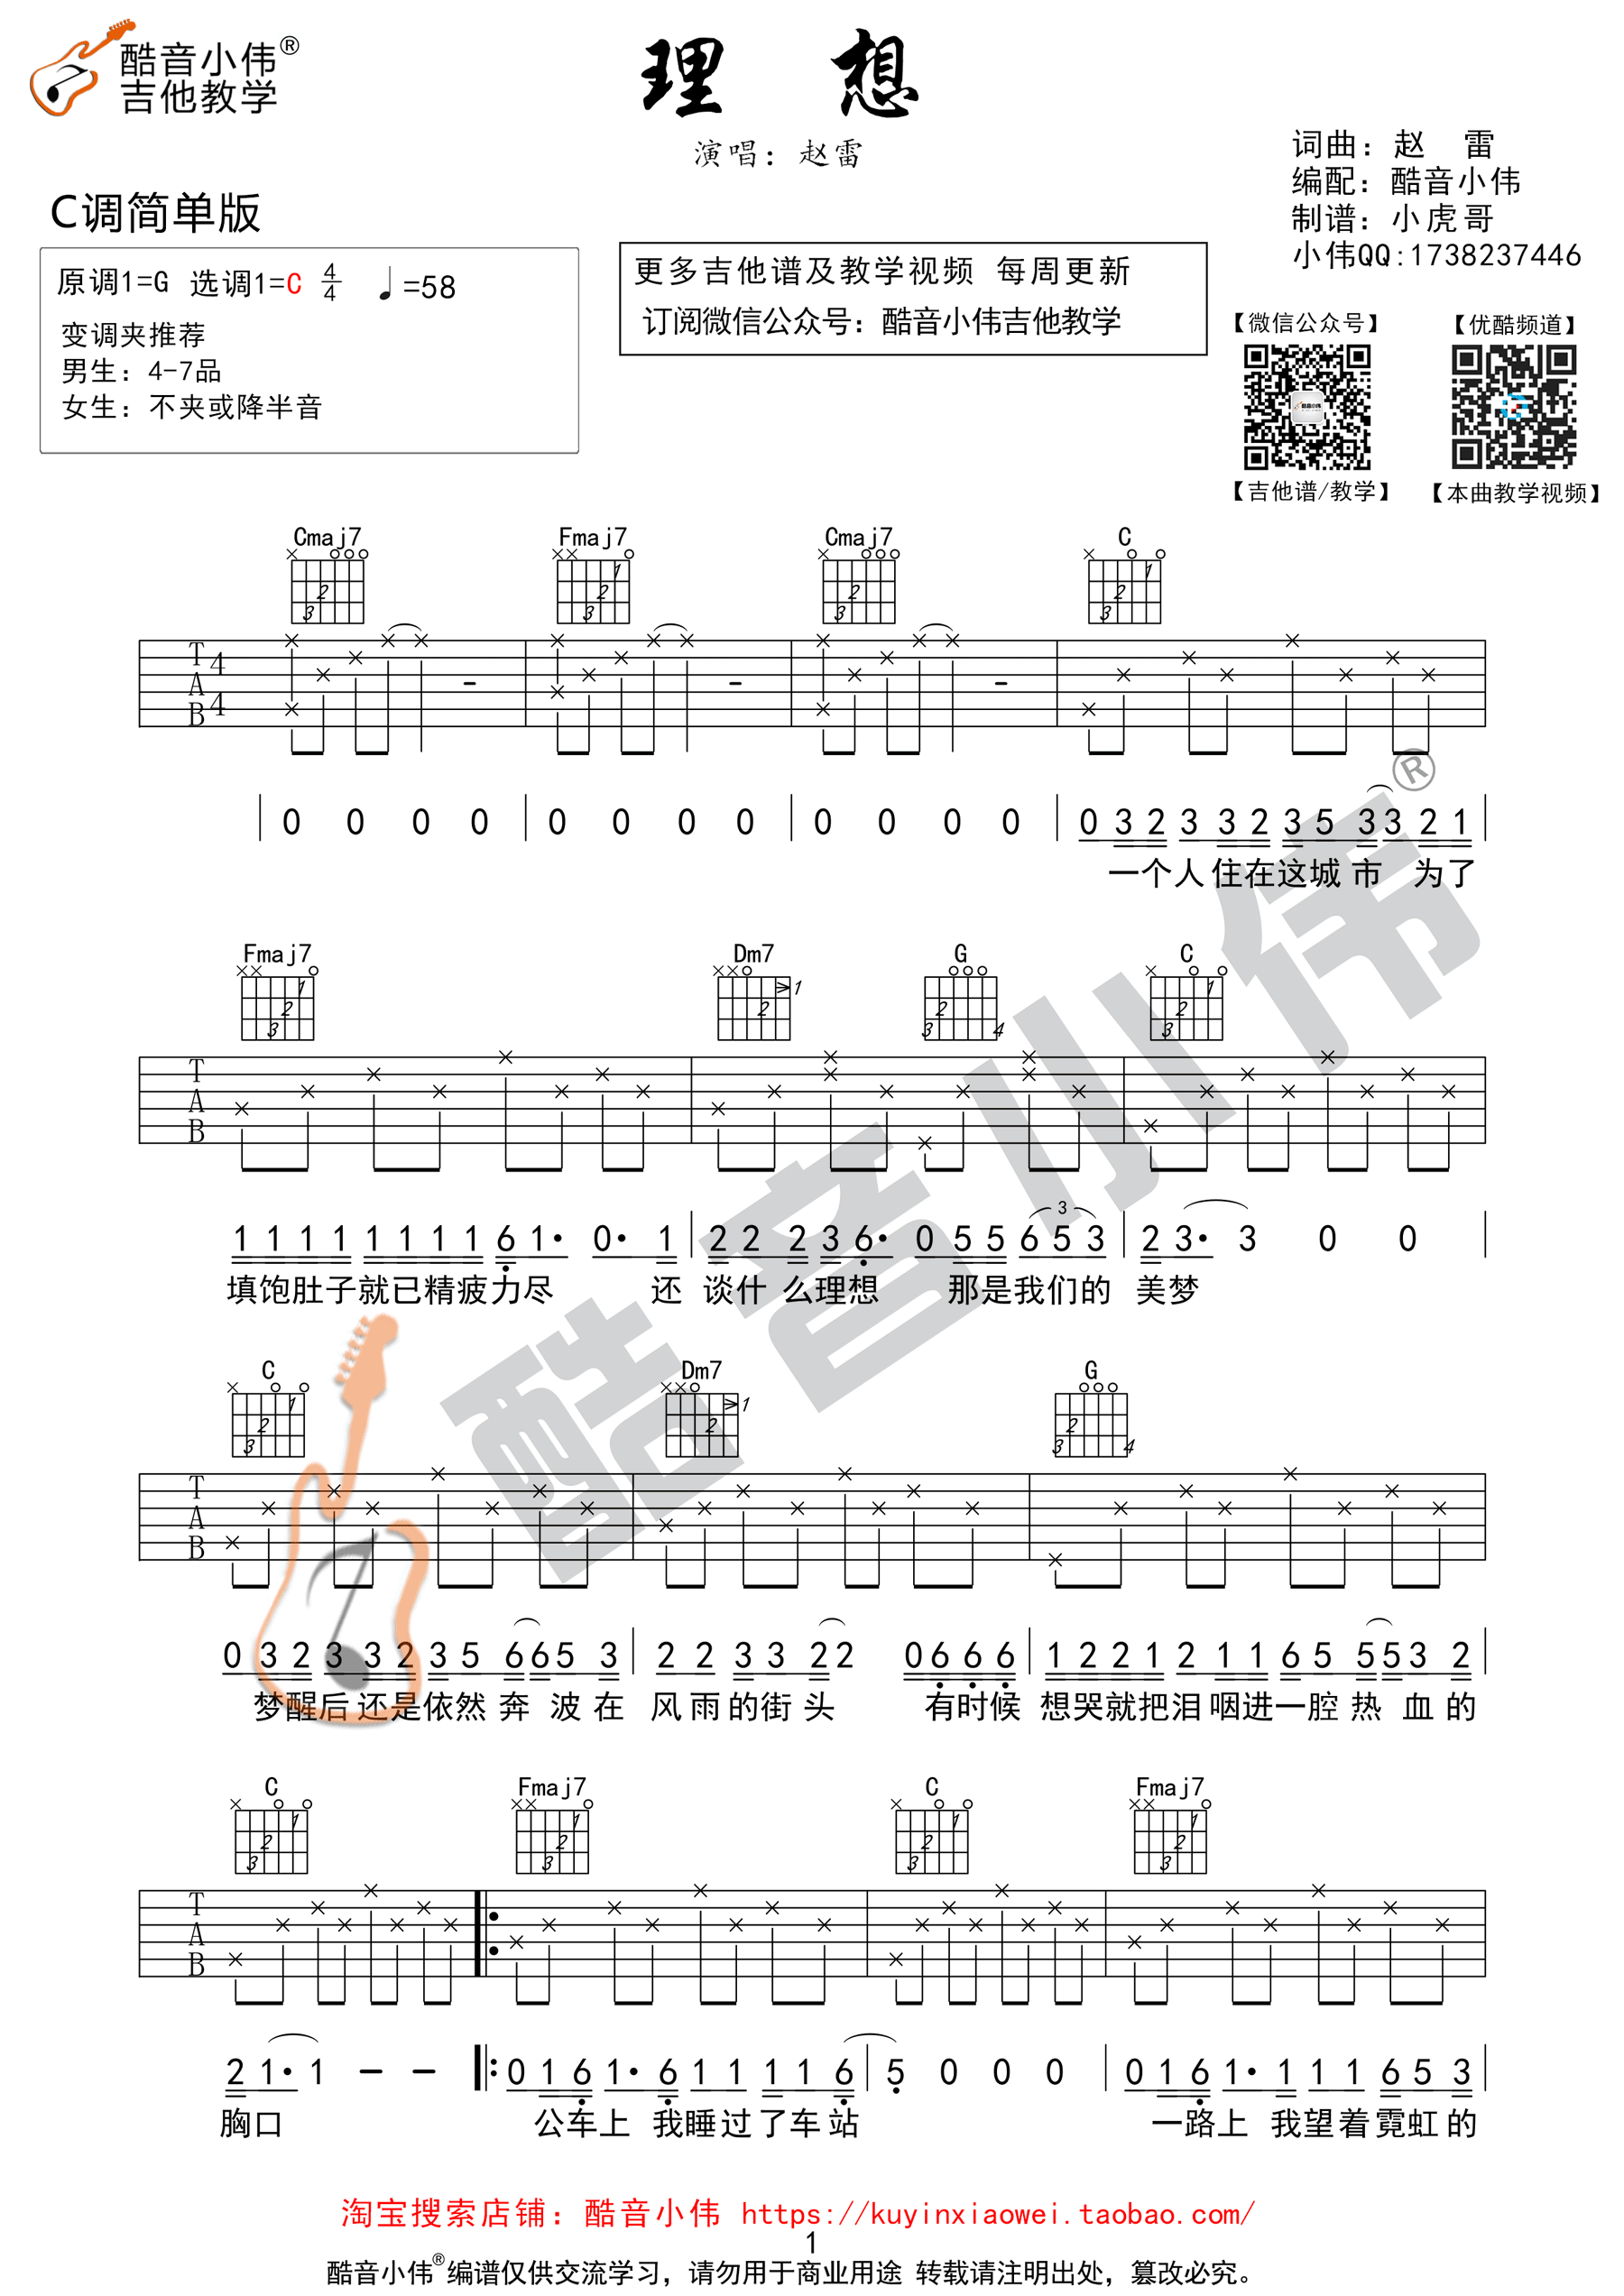 酷音小伟®
吉他教学
理 想
演唱：赵雷
词曲：赵 雷
编配：酷音小伟
制谱：小虎哥
小伟QQ:1738237446
C调简单版
原调1=G 选调1=C 4/4 ♩=58
变调夹推荐
男生：4-7品
女生：不夹或降半音
更多吉他谱及教学视频 每周更新
订阅微信公众号：酷音小伟吉他教学
【微信公众号】 【优酷频道】
【吉他谱/教学】 【本曲教学视频】
Cmaj7 Fmaj7 Cmaj7 C
T A B 4/4
0 0 0 0 | 0 0 0 0 | 0 0 0 0 | 0 3 2 3 3 2 3 5 3 3 2 1
一个人住在这城市 为了
Fmaj7 Dm7 G C
T A B
1 1 1 1 1 1 1 1 6 1· 0· 1 | 2 2 2 3 6· 0 5 5 6 5 3 | 2 3· 3 0 0
填饱肚子就已精疲力尽 还 谈什么理想 那是我们的 美梦
C Dm7 G
T A B
0 3 2 3 3 2 3 5 6 6 5 3 | 2 2 3 3 2 2 0 6 6 6 | 1 2 2 1 2 1 1 6 5 5 5 3 2
梦醒后还是依然奔 波在 风雨的街头 有时候 想哭就把泪咽进一腔热 血的
C Fmaj7 C Fmaj7
T A B
2 1· 1 - - 0 1 6 1· 6 1 1 1 1 6 | 5 0 0 0 | 0 1 6 1· 1 1 1 6 5 3
胸口 公车上 我睡过了车站 一路上 我望着霓虹的
酷音小伟®
淘宝搜索店铺：酷音小伟 https://kuyinxiaowei.taobao.com/
1
酷音小伟®编谱仅供交流学习，请勿用于商业用途 转载请注明出处，篡改必究。